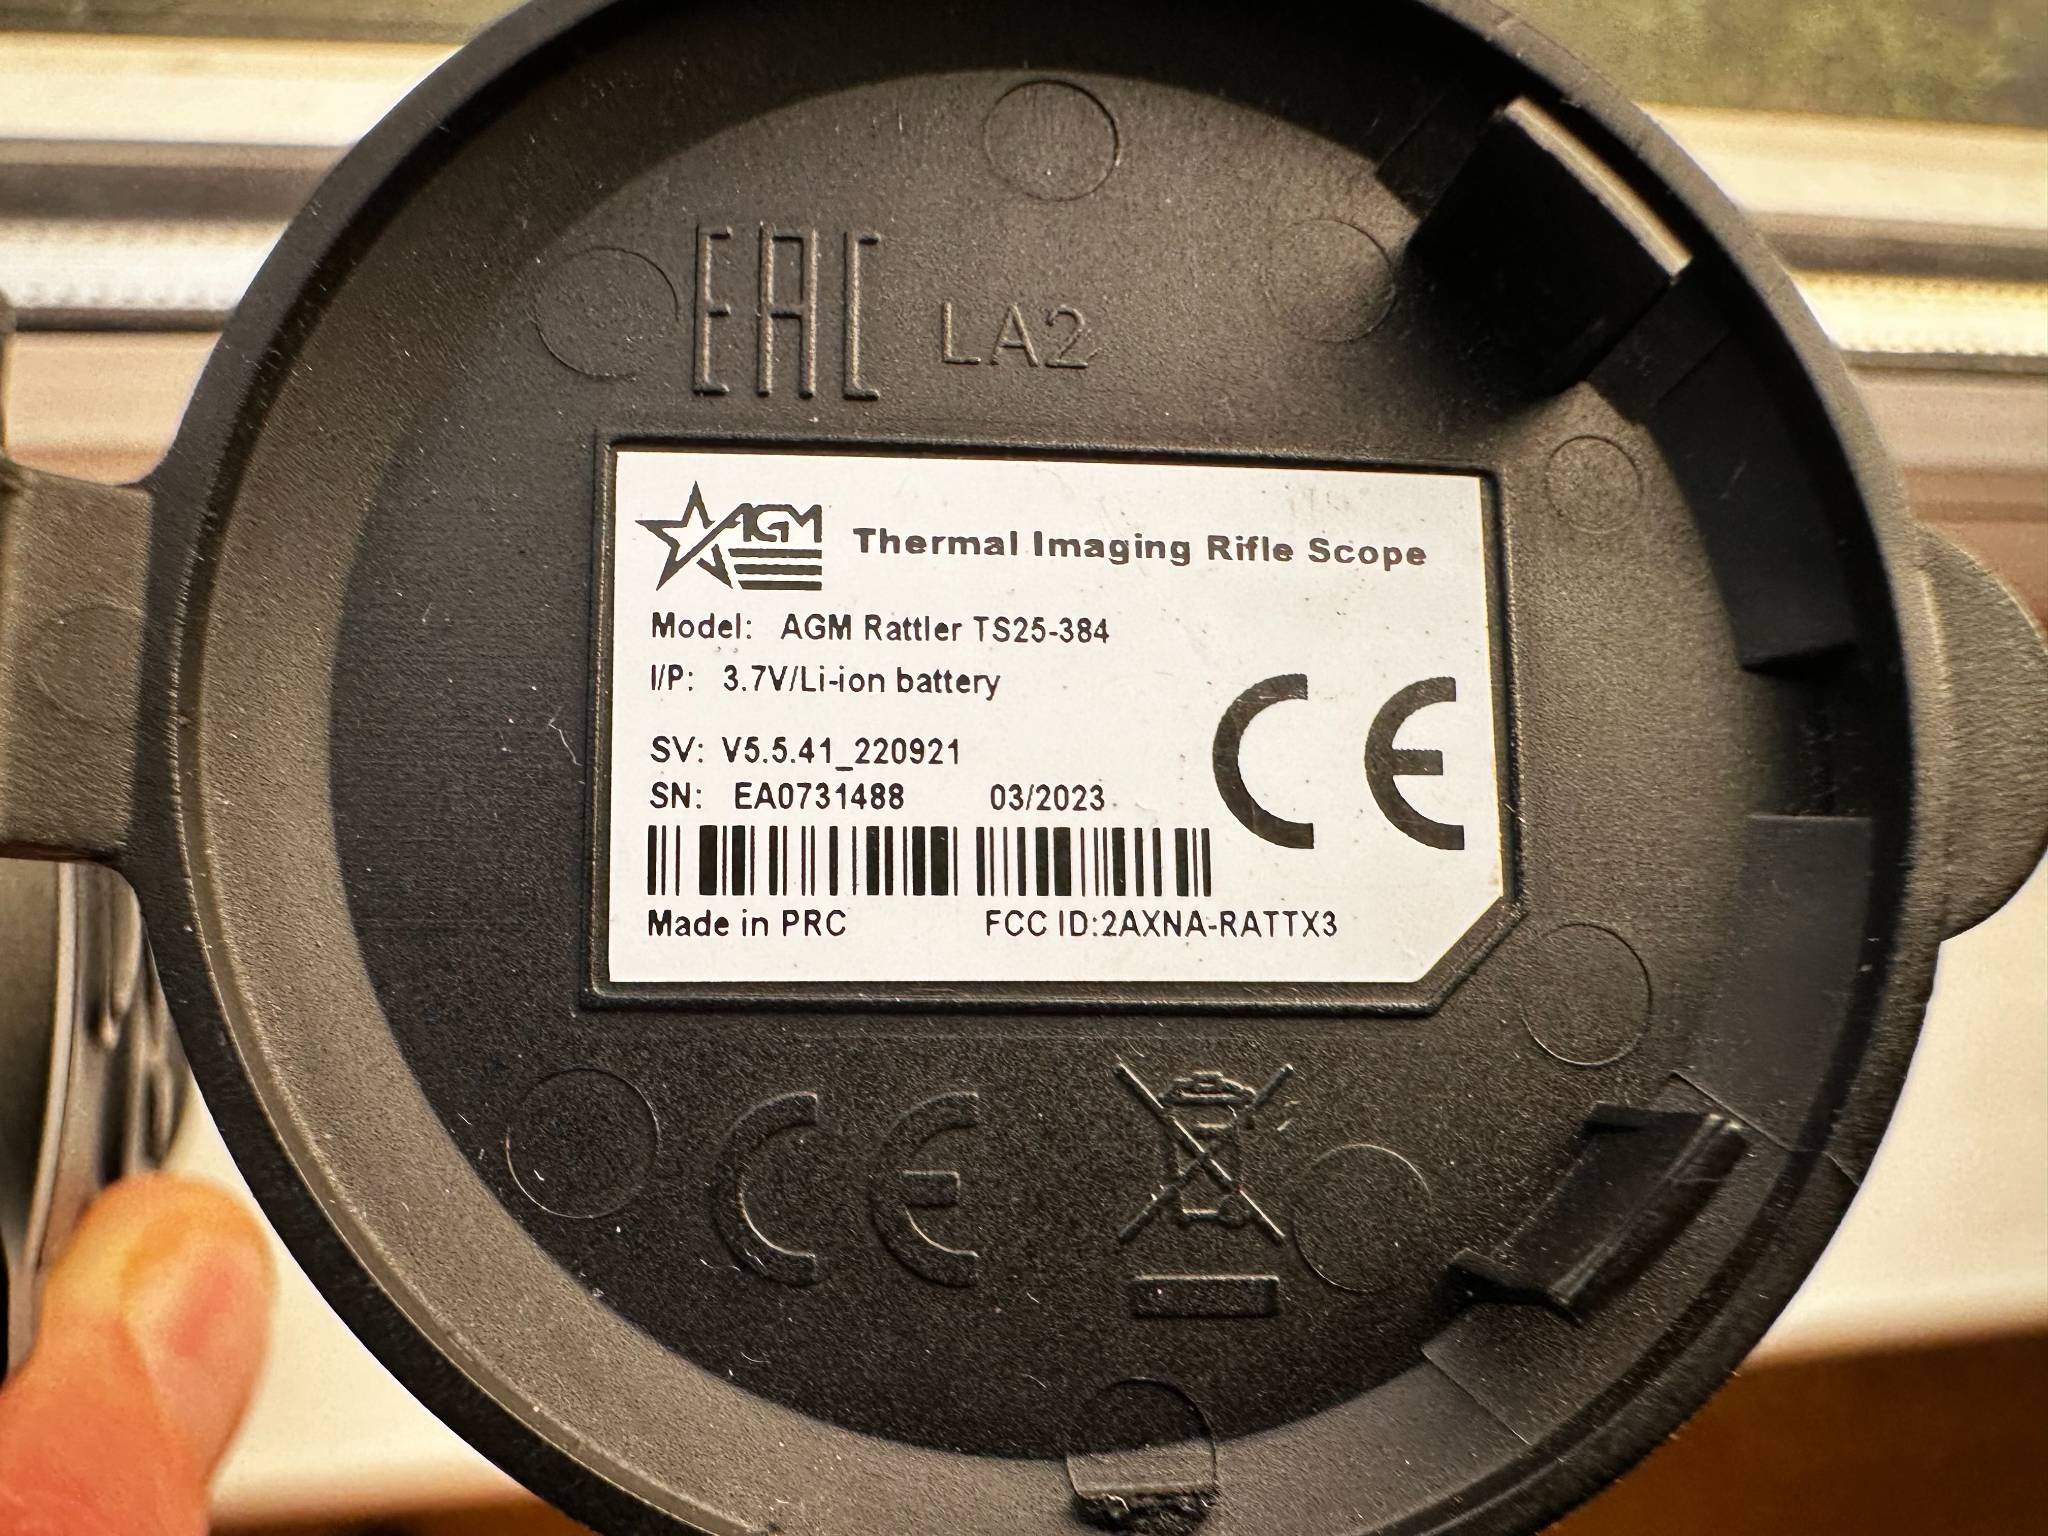 EAC LA2
AGM Thermal Imaging Rifle Scope
Model: AGM Rattler TS25-384
I/P: 3.7V/Li-ion battery
SV: V5.5.41_220921
SN: EA0731488 03/2023
CE
Made in PRC FCC ID:2AXNA-RATTX3
CE